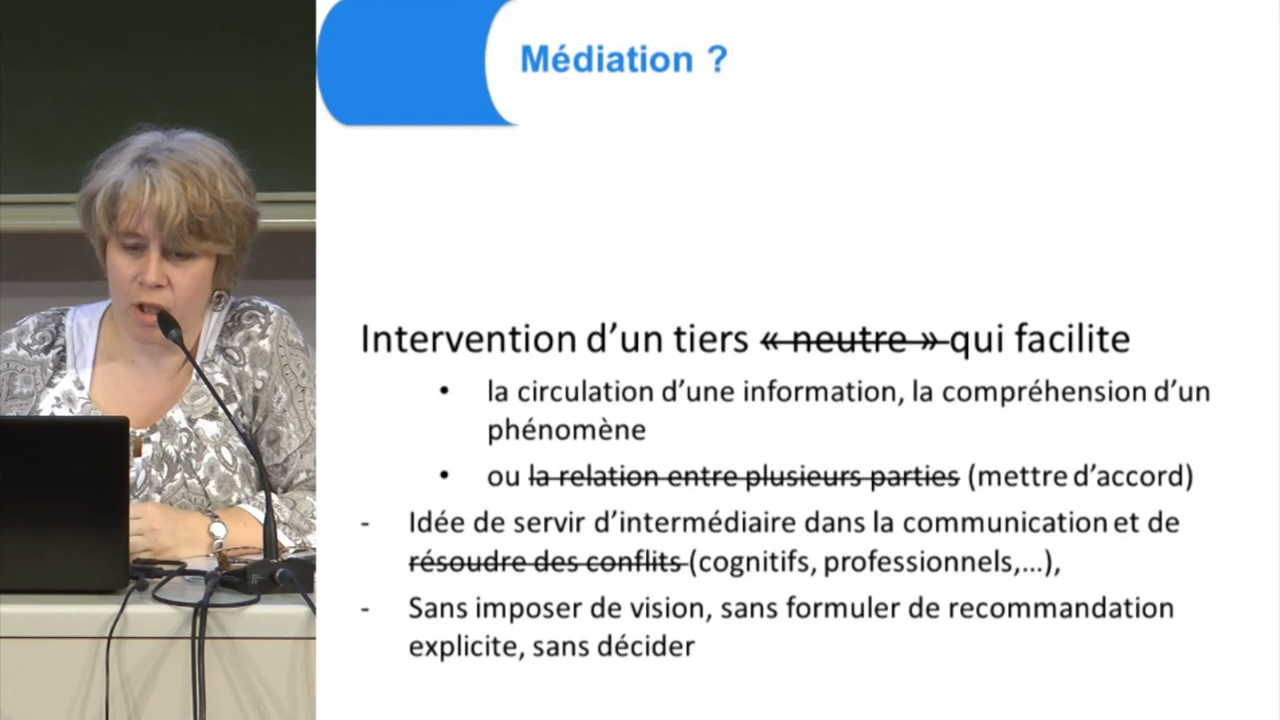 Médiation ?
Intervention d’un tiers « neutre » qui facilite
• la circulation d’une information, la compréhension d’un
phénomène
• ou la relation entre plusieurs parties (mettre d’accord)
- Idée de servir d’intermédiaire dans la communication et de
résoudre des conflits (cognitifs, professionnels,...),
- Sans imposer de vision, sans formuler de recommandation
explicite, sans décider